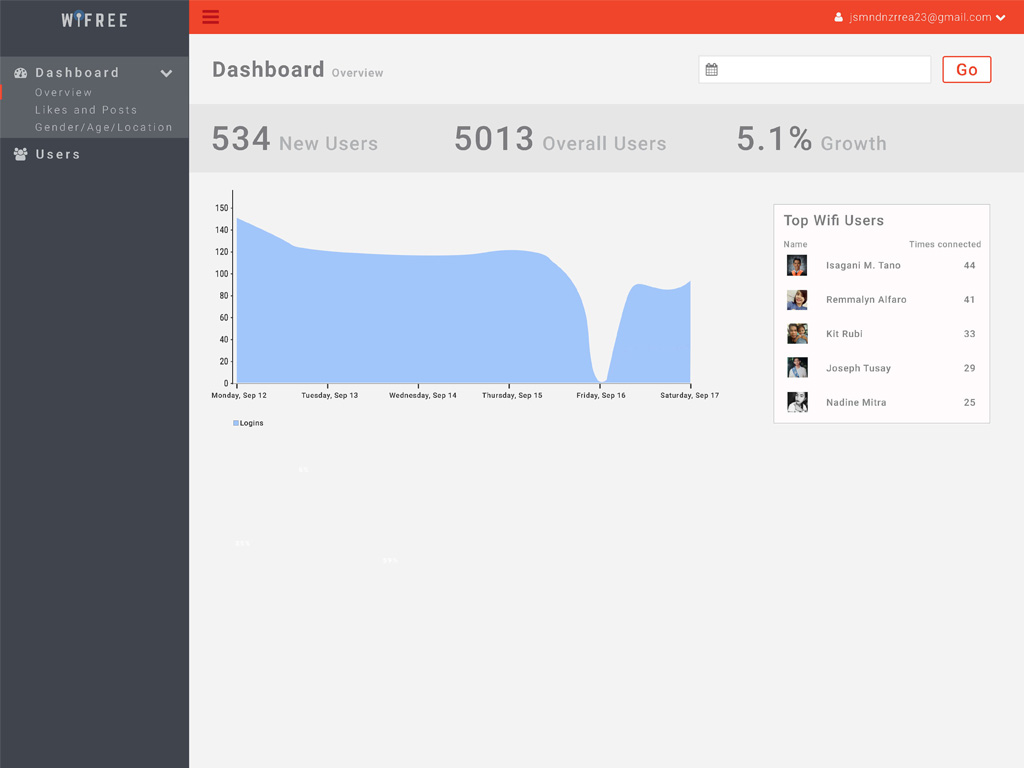 WIFREE
jsmndnzrrea23@gmail.com
Dashboard
Overview
Likes and Posts
Gender/Age/Location
Users
Dashboard Overview
Go
534 New Users 5013 Overall Users 5.1% Growth
150
140
120
100
80
60
40
20
0
Monday, Sep 12 Tuesday, Sep 13 Wednesday, Sep 14 Thursday, Sep 15 Friday, Sep 16 Saturday, Sep 17
Logins
Top Wifi Users
Name Times connected
Isagani M. Tano 44
Remmalyn Alfaro 41
Kit Rubi 33
Joseph Tusay 29
Nadine Mitra 25